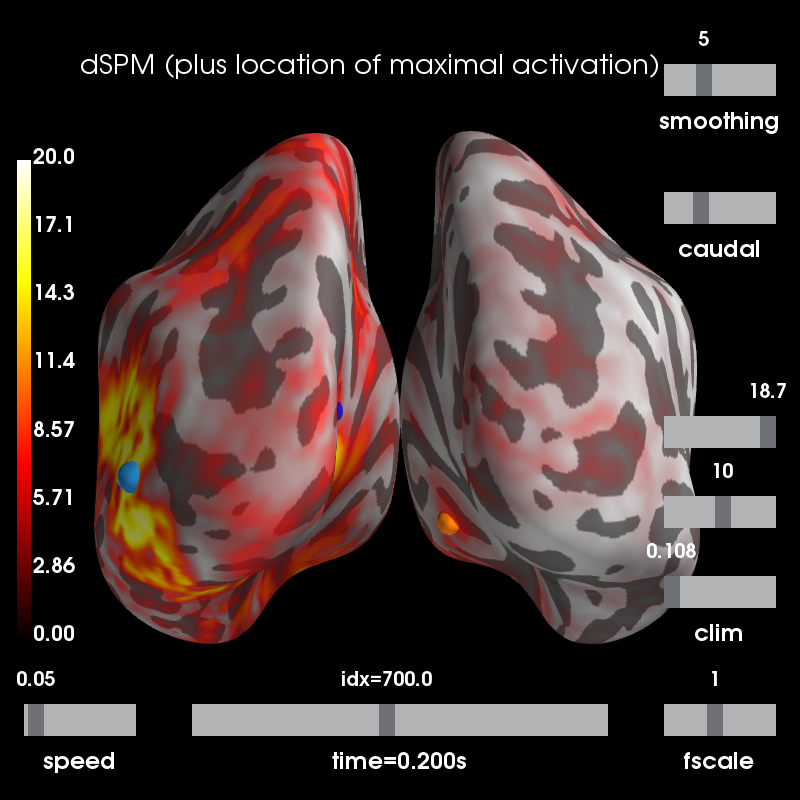 5
dSPM (plus location of maximal activation)
smoothing
20.0
17.1
caudal
14.3
11.4
18.7
8.57
10
5.71
0.108
2.86
0.00
clim
0.05
idx=700.0
1
speed
time=0.200s
fscale